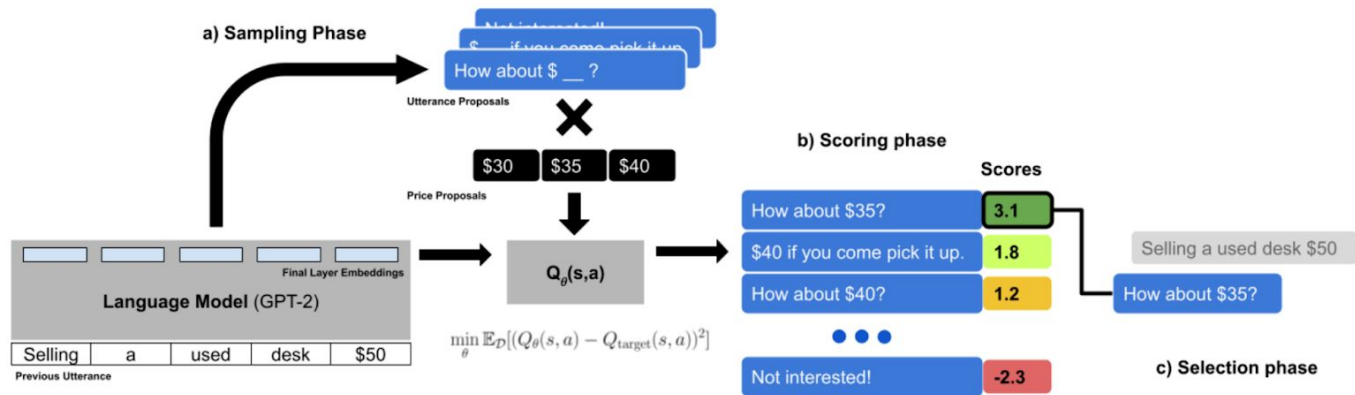 a) Sampling Phase
Not interested!
$ __ if you come pick it up.
How about $ __ ?
Utterance Proposals
$30 $35 $40
Price Proposals
Final Layer Embeddings
Language Model (GPT-2)
Selling a used desk $50
Previous Utterance
Qθ(s,a)
min θ 𝔼𝒟[(Qθ(s, a) − Qtarget(s, a))²]
b) Scoring phase
Scores
How about $35? 3.1
$40 if you come pick it up. 1.8
How about $40? 1.2
Not interested! -2.3
Selling a used desk $50
How about $35?
c) Selection phase